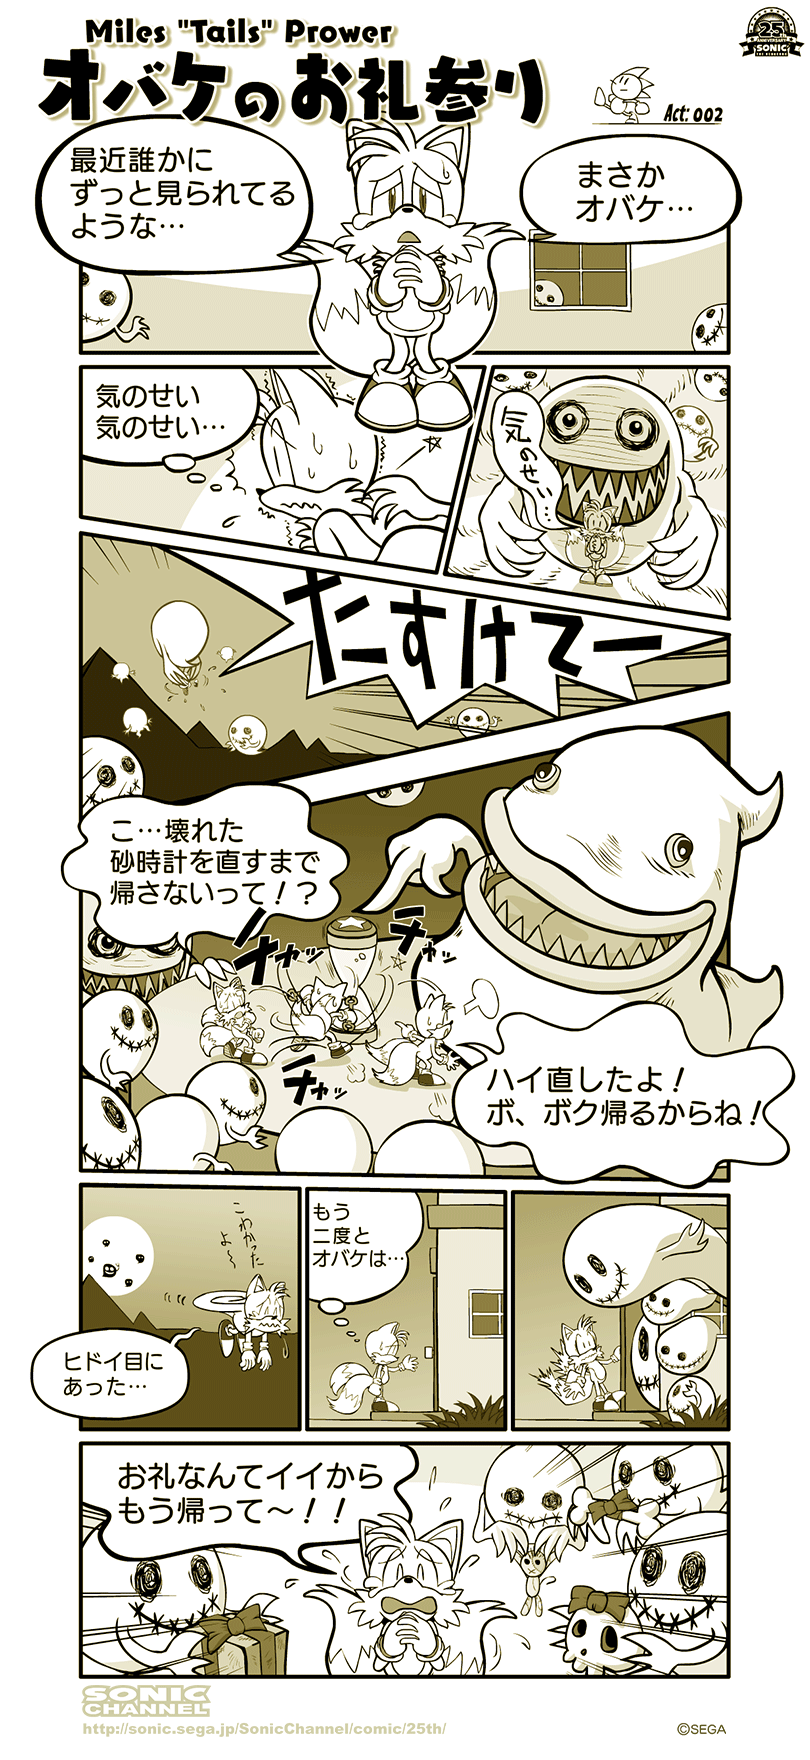 Miles "Tails" Prower
オバケのお礼参り
25th
ANNIVERSARY
SONIC
THE HEDGEHOG
Act: 002
最近誰かに
ずっと見られてる
ような…
まさか
オバケ…
気のせい
気のせい…
気のせい…
たすけてー
こ…壊れた
砂時計を直すまで
帰さないって！？
チャッ
チャッ
チャッ
ハイ直したよ！
ボ、ボク帰るからね！
こわかった
よ〜
ヒドイ目に
あった…
もう
二度と
オバケは…
お礼なんてイイから
もう帰って〜！！
SONIC
CHANNEL
http://sonic.sega.jp/SonicChannel/comic/25th/
©SEGA